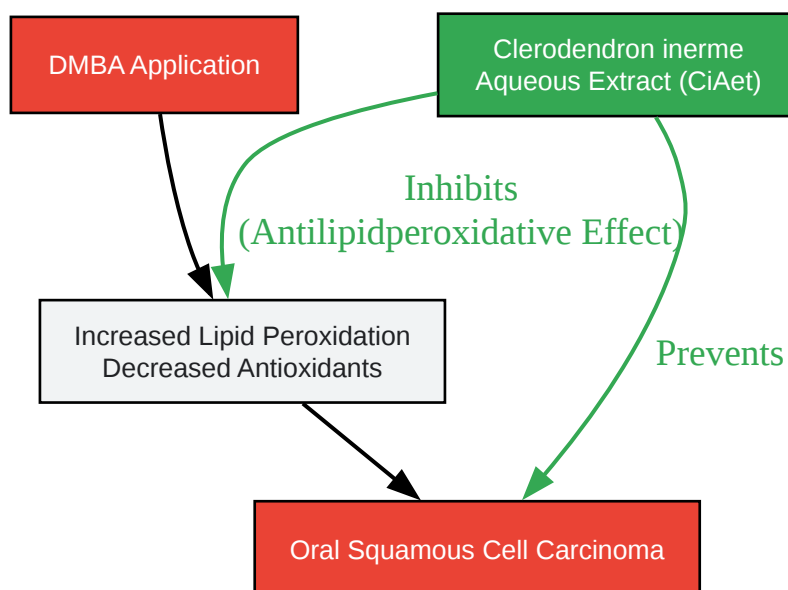 DMBA Application
Clerodendron inerme
Aqueous Extract (CiAet)
Inhibits
(Antilipidperoxidative Effect)
Increased Lipid Peroxidation
Decreased Antioxidants
Prevents
Oral Squamous Cell Carcinoma